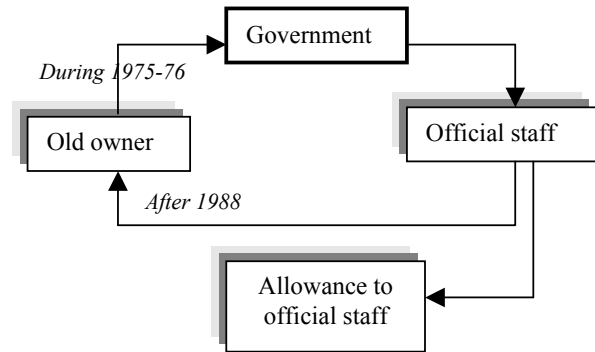 Government
During 1975-76
Old owner
Official staff
After 1988
Allowance to
official staff